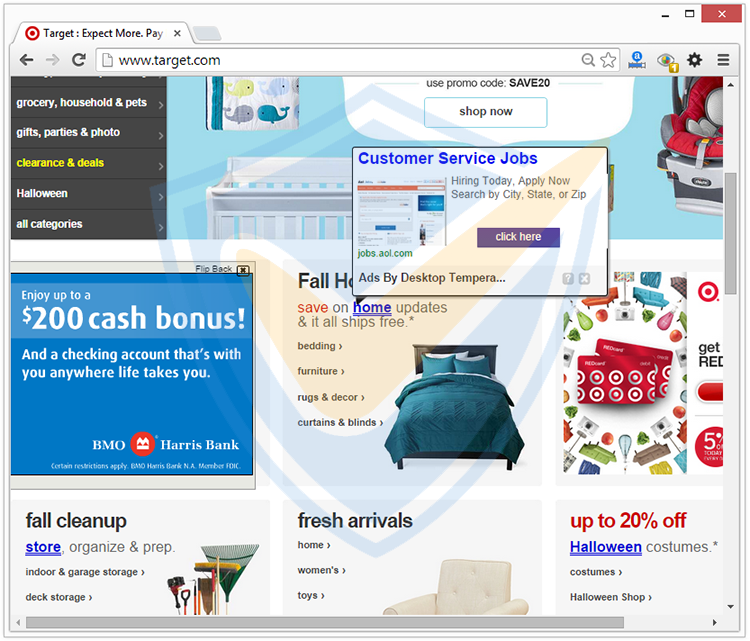 Target : Expect More. Pay
www.target.com
grocery, household & pets
gifts, parties & photo
clearance & deals
Halloween
all categories
use promo code: SAVE20
shop now
Customer Service Jobs
Hiring Today, Apply Now
Search by City, State, or Zip
click here
jobs.aol.com
Ads By Desktop Tempera...
Flip Back
Enjoy up to a
$200 cash bonus!
And a checking account that's with
you anywhere life takes you.
BMO Harris Bank
Certain restrictions apply. BMO Harris Bank N.A. Member FDIC.
Fall Ho
save on home updates
& it all ships free.*
bedding ›
furniture ›
rugs & decor ›
curtains & blinds ›
REDcard
get
RED
5%
fall cleanup
store, organize & prep.
indoor & garage storage ›
deck storage ›
fresh arrivals
home ›
women's ›
toys ›
up to 20% off
Halloween costumes.*
costumes ›
Halloween Shop ›